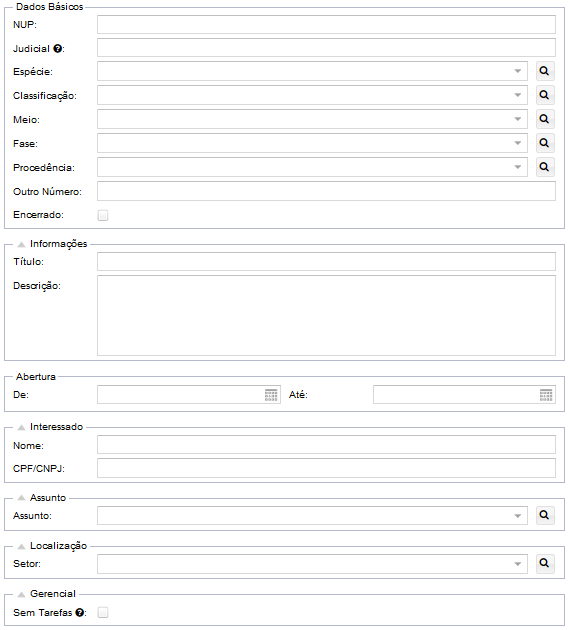 Dados Básicos
NUP:
Judicial ?:
Espécie:
Classificação:
Meio:
Fase:
Procedência:
Outro Número:
Encerrado:
Informações
Título:
Descrição:
Abertura
De: Até:
Interessado
Nome:
CPF/CNPJ:
Assunto
Assunto:
Localização
Setor:
Gerencial
Sem Tarefas ?: